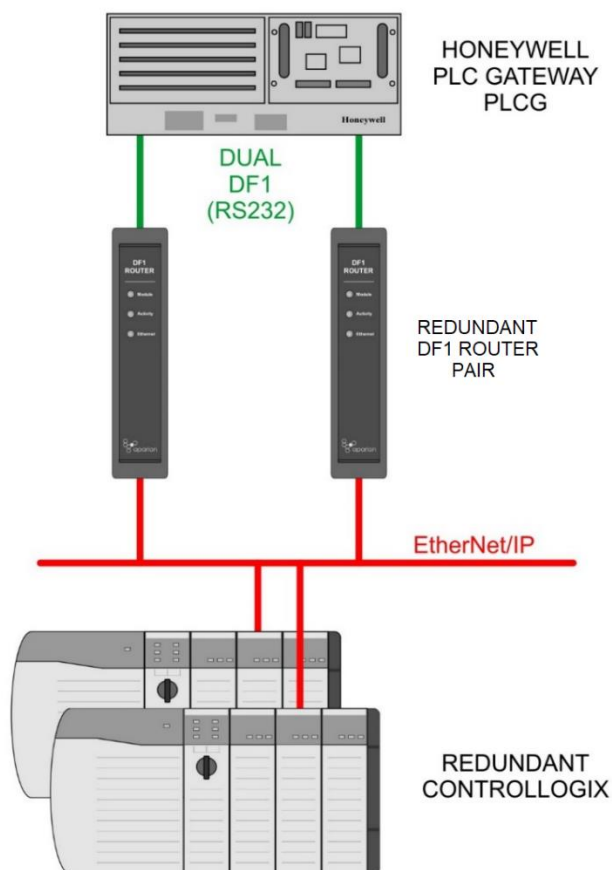 HONEYWELL
PLC GATEWAY
PLCG
Honeywell
DUAL
DF1
(RS232)
DF1
ROUTER
Module
Activity
Ethernet
aparian
DF1
ROUTER
Module
Activity
Ethernet
aparian
REDUNDANT
DF1 ROUTER
PAIR
EtherNet/IP
REDUNDANT
CONTROLLOGIX